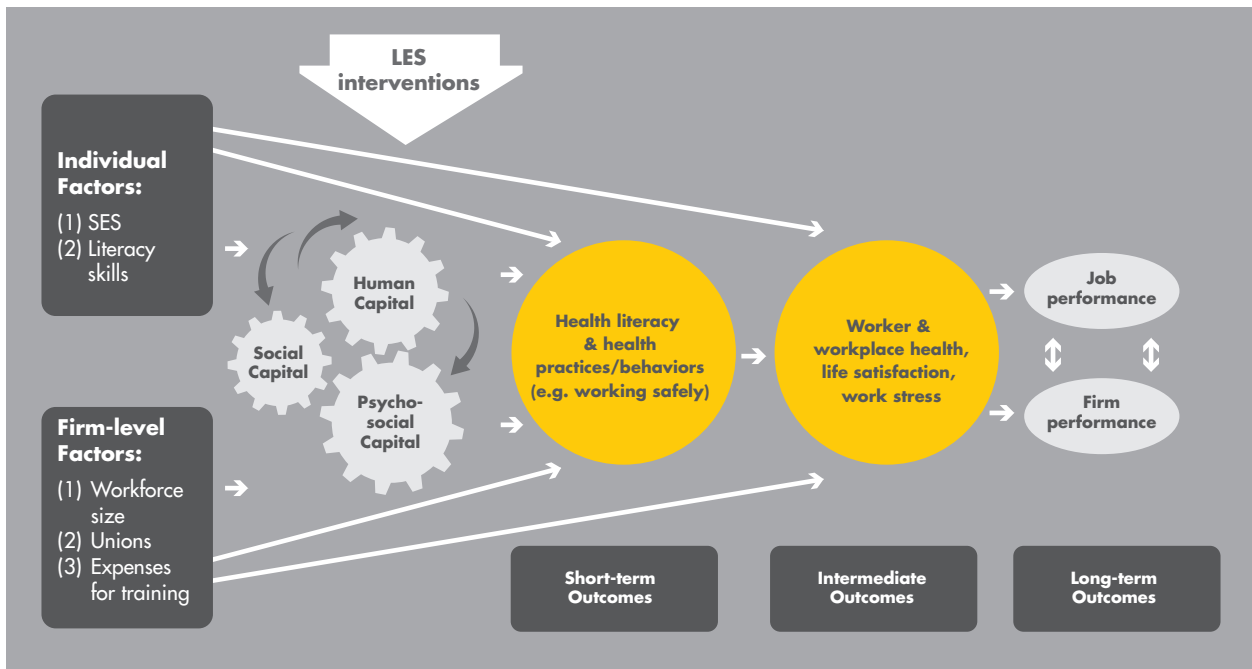 LES
interventions
Individual
Factors:
(1) SES
(2) Literacy
skills
Human
Capital
Social
Capital
Psycho-
social
Capital
Firm-level
Factors:
(1) Workforce
size
(2) Unions
(3) Expenses
for training
Health literacy
& health
practices/behaviors
(e.g. working safely)
Worker &
workplace health,
life satisfaction,
work stress
Job
performance
Firm
performance
Short-term
Outcomes
Intermediate
Outcomes
Long-term
Outcomes